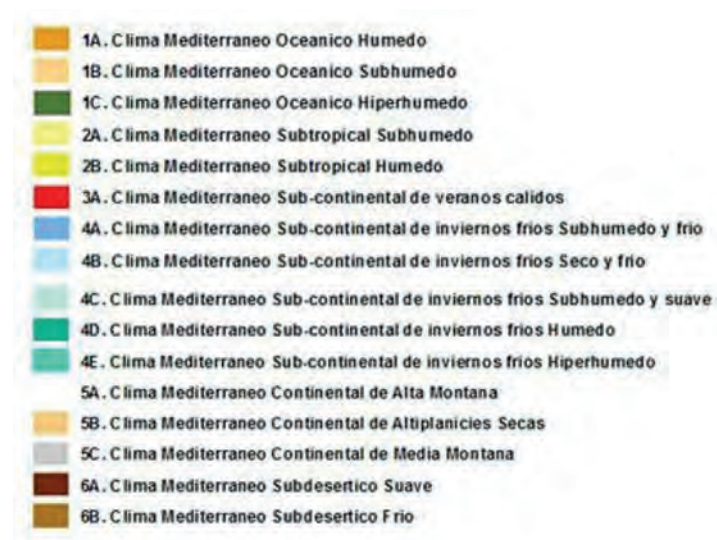 1A. Clima Mediterraneo Oceanico Humedo
1B. Clima Mediterraneo Oceanico Subhumedo
1C. Clima Mediterraneo Oceanico Hiperhumedo
2A. Clima Mediterraneo Subtropical Subhumedo
2B. Clima Mediterraneo Subtropical Humedo
3A. Clima Mediterraneo Sub-continental de veranos calidos
4A. Clima Mediterraneo Sub-continental de inviernos frios Subhumedo y frio
4B. Clima Mediterraneo Sub-continental de inviernos frios Seco y frio
4C. Clima Mediterraneo Sub-continental de inviernos frios Subhumedo y suave
4D. Clima Mediterraneo Sub-continental de inviernos frios Humedo
4E. Clima Mediterraneo Sub-continental de inviernos frios Hiperhumedo
5A. Clima Mediterraneo Continental de Alta Montana
5B. Clima Mediterraneo Continental de Altiplanicies Secas
5C. Clima Mediterraneo Continental de Media Montana
6A. Clima Mediterraneo Subdesertico Suave
6B. Clima Mediterraneo Subdesertico Frio